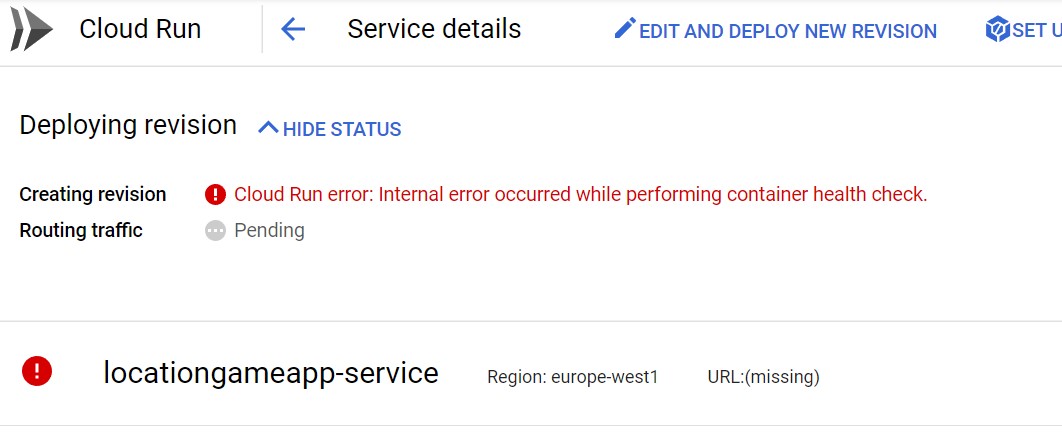 Cloud Run Service details EDIT AND DEPLOY NEW REVISION SET U
Deploying revision HIDE STATUS
Creating revision Cloud Run error: Internal error occurred while performing container health check.
Routing traffic Pending
locationgameapp-service Region: europe-west1 URL:(missing)